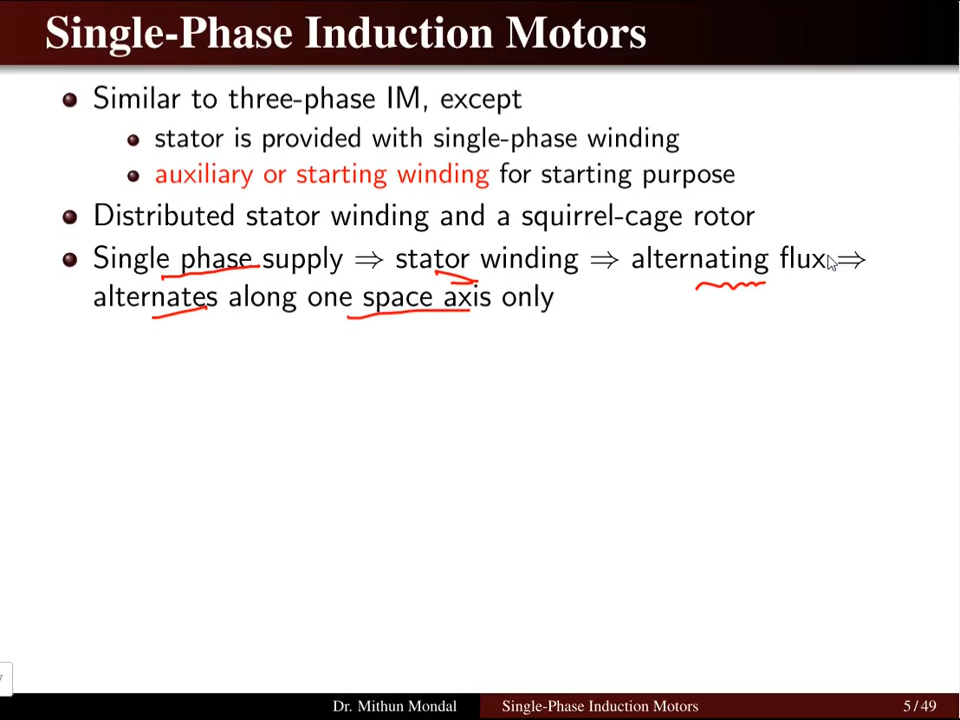 Single-Phase Induction Motors
Similar to three-phase IM, except
stator is provided with single-phase winding
auxiliary or starting winding for starting purpose
Distributed stator winding and a squirrel-cage rotor
Single phase supply ⇒ stator winding ⇒ alternating flux ⇒
alternates along one space axis only
Dr. Mithun Mondal Single-Phase Induction Motors 5 / 49